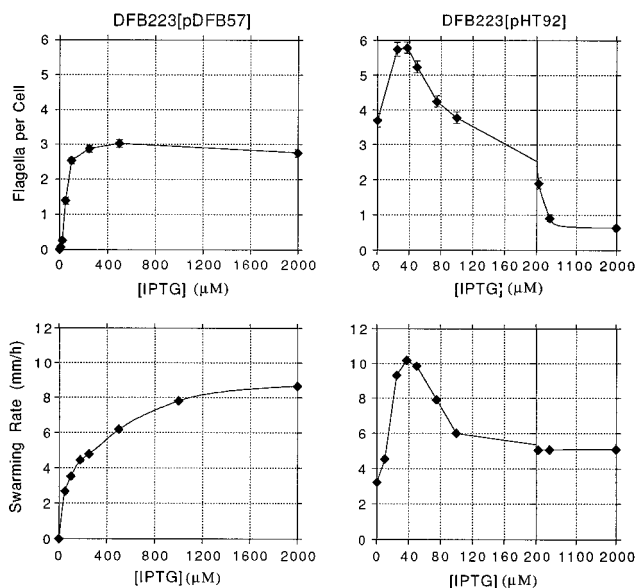 DFB223[pDFB57]
DFB223[pHT92]
Flagella per Cell
6
5
4
3
2
1
0
0 400 800 1200 1600 2000
[IPTG] (μM)
6
5
4
3
2
1
0
0 40 80 120 160 200 1100 2000
[IPTG] (μM)
Swarming Rate (mm/h)
12
10
8
6
4
2
0
0 400 800 1200 1600 2000
[IPTG] (μM)
12
10
8
6
4
2
0
0 40 80 120 160 200 1100 2000
[IPTG] (μM)